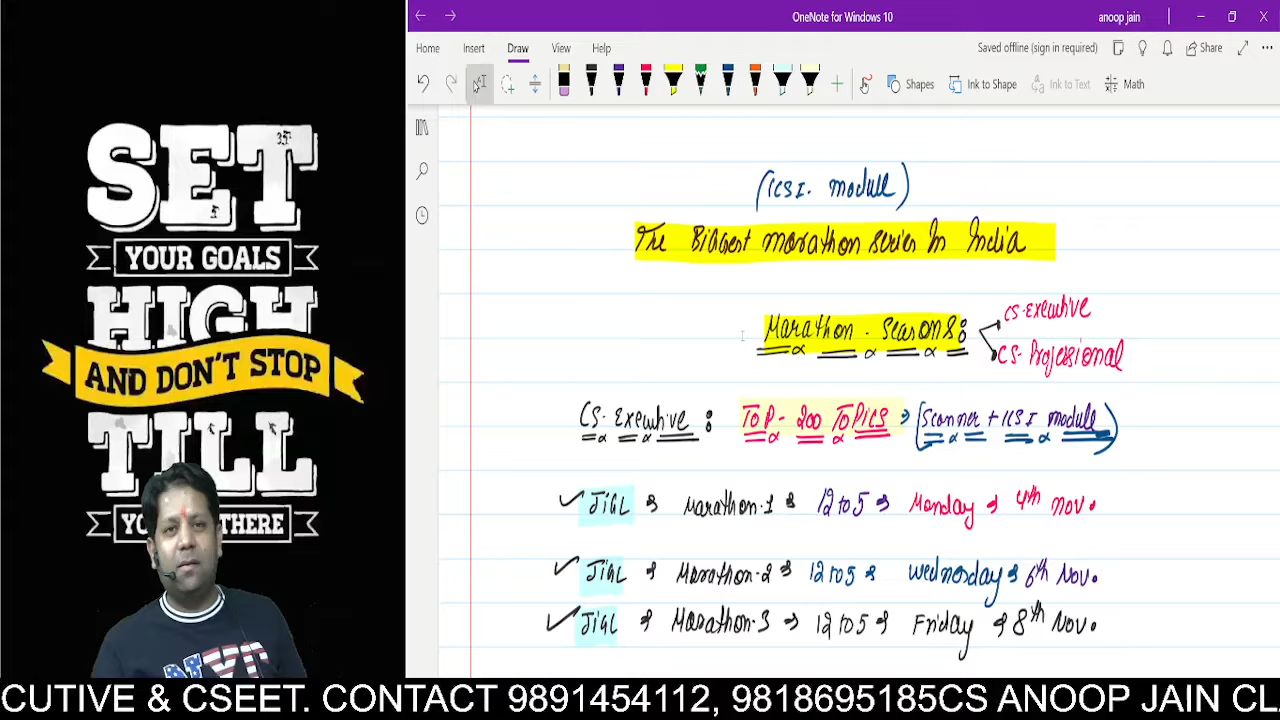 SET
YOUR GOALS
HIGH
AND DON'T STOP
TILL
YO THERE
OneNote for Windows 10
anoop jain
Home Insert Draw View Help
Saved offline (sign in required)
Share
Shapes
Ink to Shape
Ink to Text
Math
(ICSI. module)
The Biggest marathon series In India
Marathon - Season 8:
CS-Executive
CS-Professional
CS-Executive : TOP-200 TOPICS (Scanner + ICSI module)
JIGL Marathon-1 12 to 5 Monday 4th Nov.
JIGL Marathon-2 12 to 5 Wednesday 6th Nov.
JIGL Marathon-3 12 to 5 Friday 8th Nov.
CUTIVE & CSEET. CONTACT 9891454112, 9818695185CS ANOOP JAIN CL